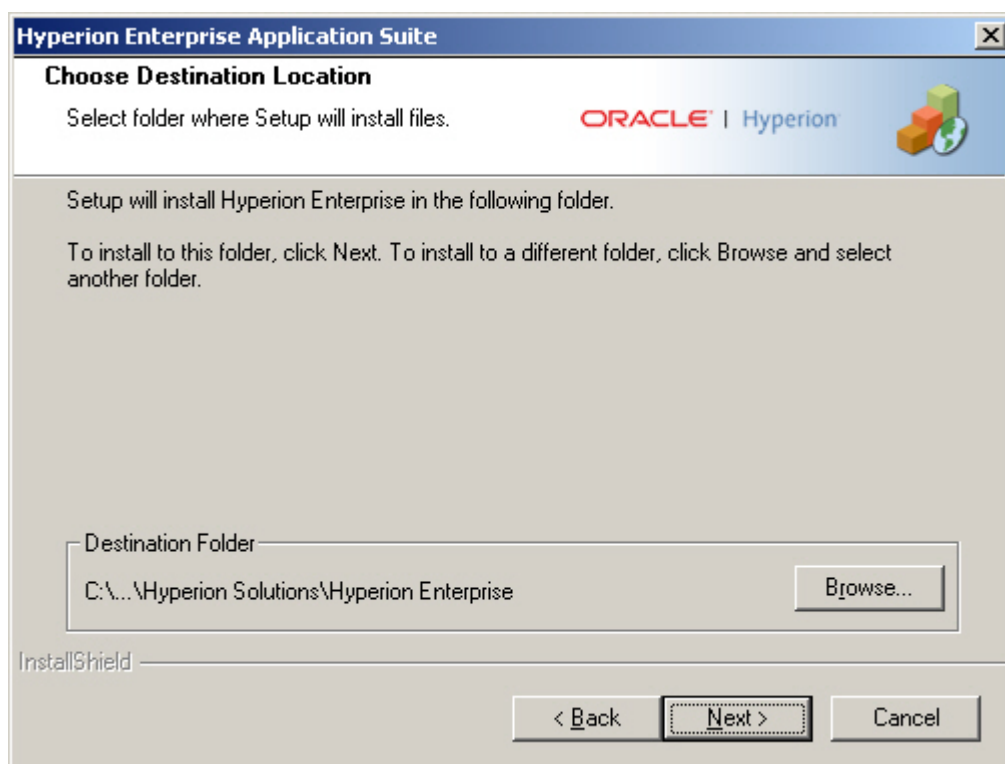 Hyperion Enterprise Application Suite
Choose Destination Location
Select folder where Setup will install files.
ORACLE | Hyperion
Setup will install Hyperion Enterprise in the following folder.
To install to this folder, click Next. To install to a different folder, click Browse and select
another folder.
Destination Folder
C:\...\Hyperion Solutions\Hyperion Enterprise
Browse...
InstallShield
< Back
Next >
Cancel